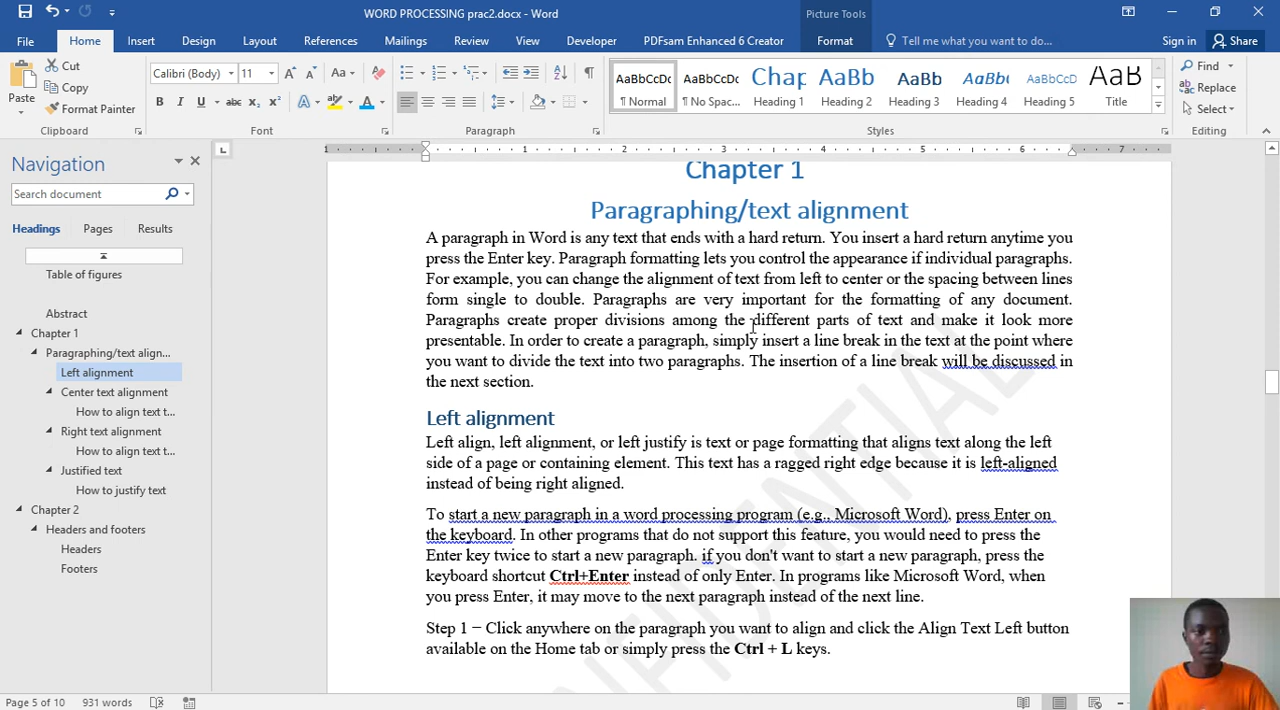 WORD PROCESSING prac2.docx - Word
Picture Tools
File Home Insert Design Layout References Mailings Review View Developer PDFsam Enhanced 6 Creator Format Tell me what you want to do... Sign in Share
Paste
Cut
Copy
Format Painter
Clipboard
Calibri (Body) 11 Aa
B I U abc x₂ x² A A
Font
Paragraph
AaBbCcDc AaBbCcDc Chap AaBb AaBb AaBb AaBbCcDc AaB
¶ Normal ¶ No Spac... Heading 1 Heading 2 Heading 3 Heading 4 Heading 5 Title
Styles
Find
Replace
Select
Editing
Navigation
Search document
Headings Pages Results
Table of figures
Abstract
Chapter 1
Paragraphing/text align...
Left alignment
Center text alignment
How to align text t...
Right text alignment
How to align text t...
Justified text
How to justify text
Chapter 2
Headers and footers
Headers
Footers
1 1 2 3 4 5 6 7
Chapter 1
Paragraphing/text alignment
A paragraph in Word is any text that ends with a hard return. You insert a hard return anytime you
press the Enter key. Paragraph formatting lets you control the appearance if individual paragraphs.
For example, you can change the alignment of text from left to center or the spacing between lines
form single to double. Paragraphs are very important for the formatting of any document.
Paragraphs create proper divisions among the different parts of text and make it look more
presentable. In order to create a paragraph, simply insert a line break in the text at the point where
you want to divide the text into two paragraphs. The insertion of a line break will be discussed in
the next section.
Left alignment
Left align, left alignment, or left justify is text or page formatting that aligns text along the left
side of a page or containing element. This text has a ragged right edge because it is left-aligned
instead of being right aligned.
To start a new paragraph in a word processing program (e.g., Microsoft Word), press Enter on
the keyboard. In other programs that do not support this feature, you would need to press the
Enter key twice to start a new paragraph. if you don't want to start a new paragraph, press the
keyboard shortcut Ctrl+Enter instead of only Enter. In programs like Microsoft Word, when
you press Enter, it may move to the next paragraph instead of the next line.
Step 1 − Click anywhere on the paragraph you want to align and click the Align Text Left button
available on the Home tab or simply press the Ctrl + L keys.
CONFIDENTIAL
Page 5 of 10 931 words